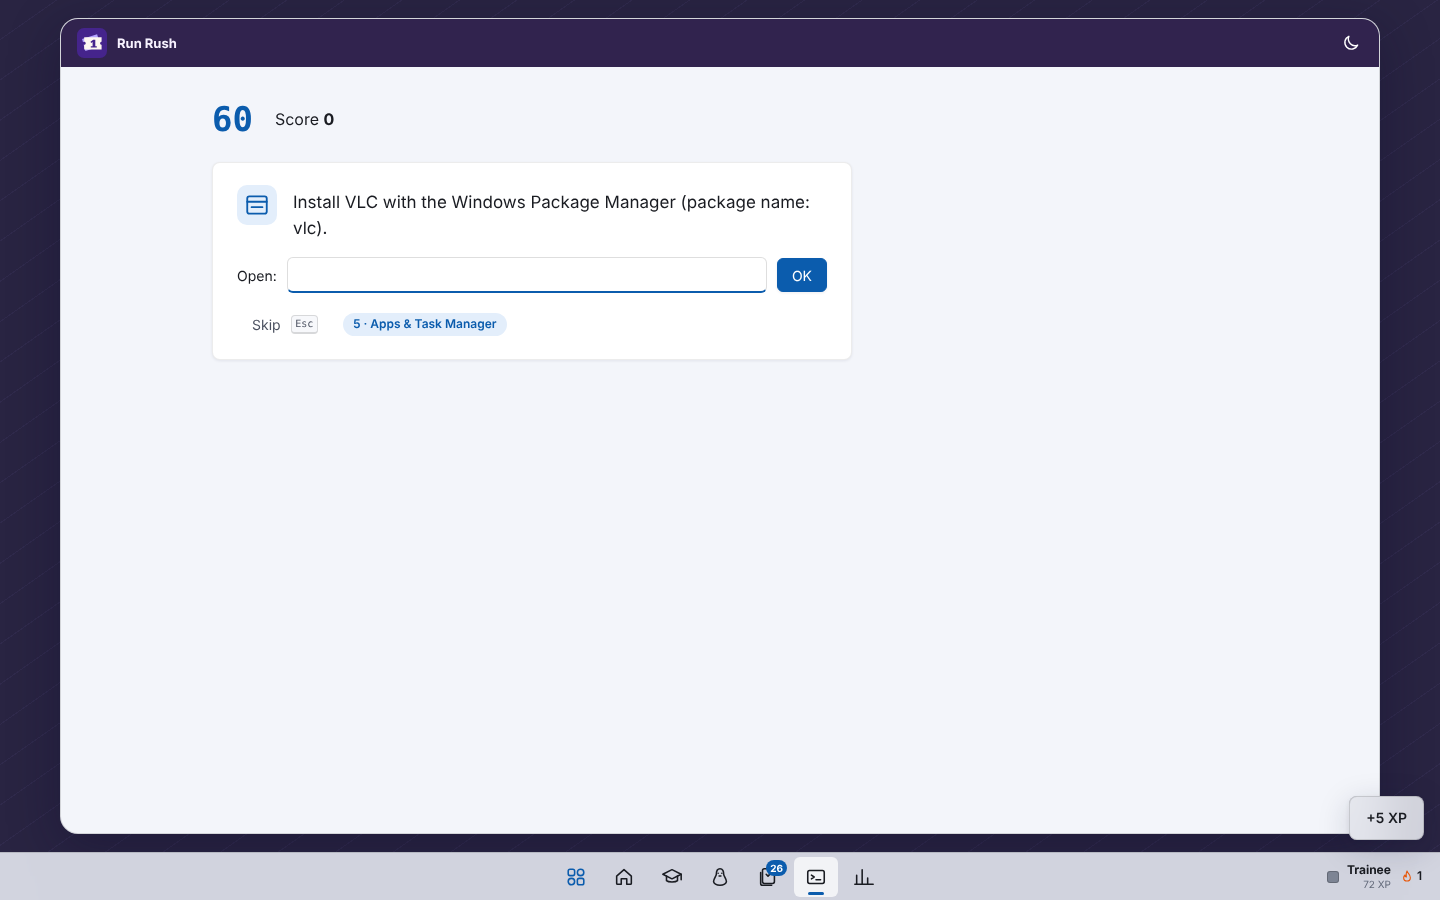 1
Run Rush
60
Score 0
Install VLC with the Windows Package Manager (package name:
vlc).
Open:
OK
Skip
Esc
5 · Apps & Task Manager
+5 XP
26
Trainee
72 XP
1